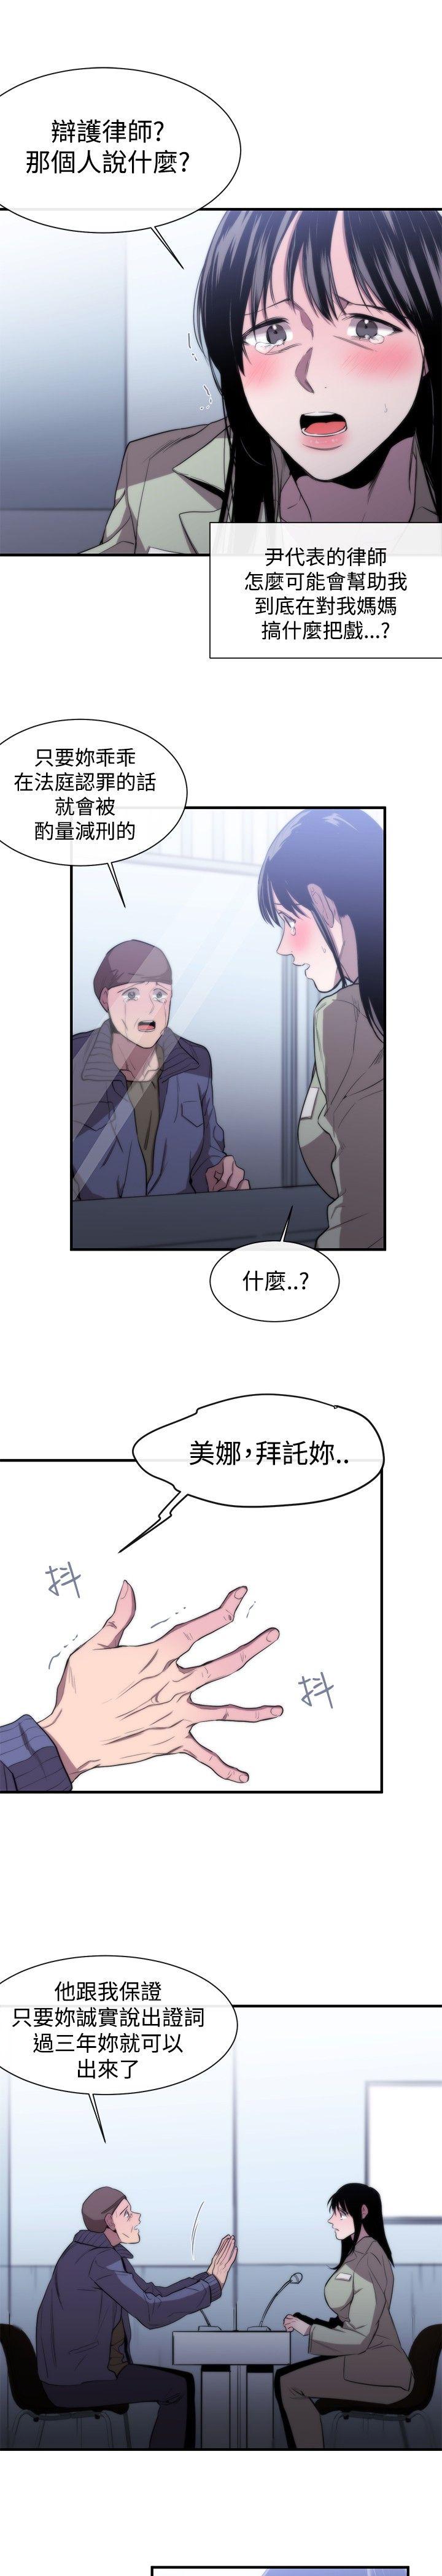 辯護律師?
那個人說什麼?
尹代表的律師
怎麼可能會幫助我
到底在對我媽媽
搞什麼把戲...?
只要妳乖乖
在法庭認罪的話
就會被
酌量減刑的
什麼..?
美娜,拜託妳..
抖
抖
他跟我保證
只要妳誠實說出證詞
過三年妳就可以
出來了